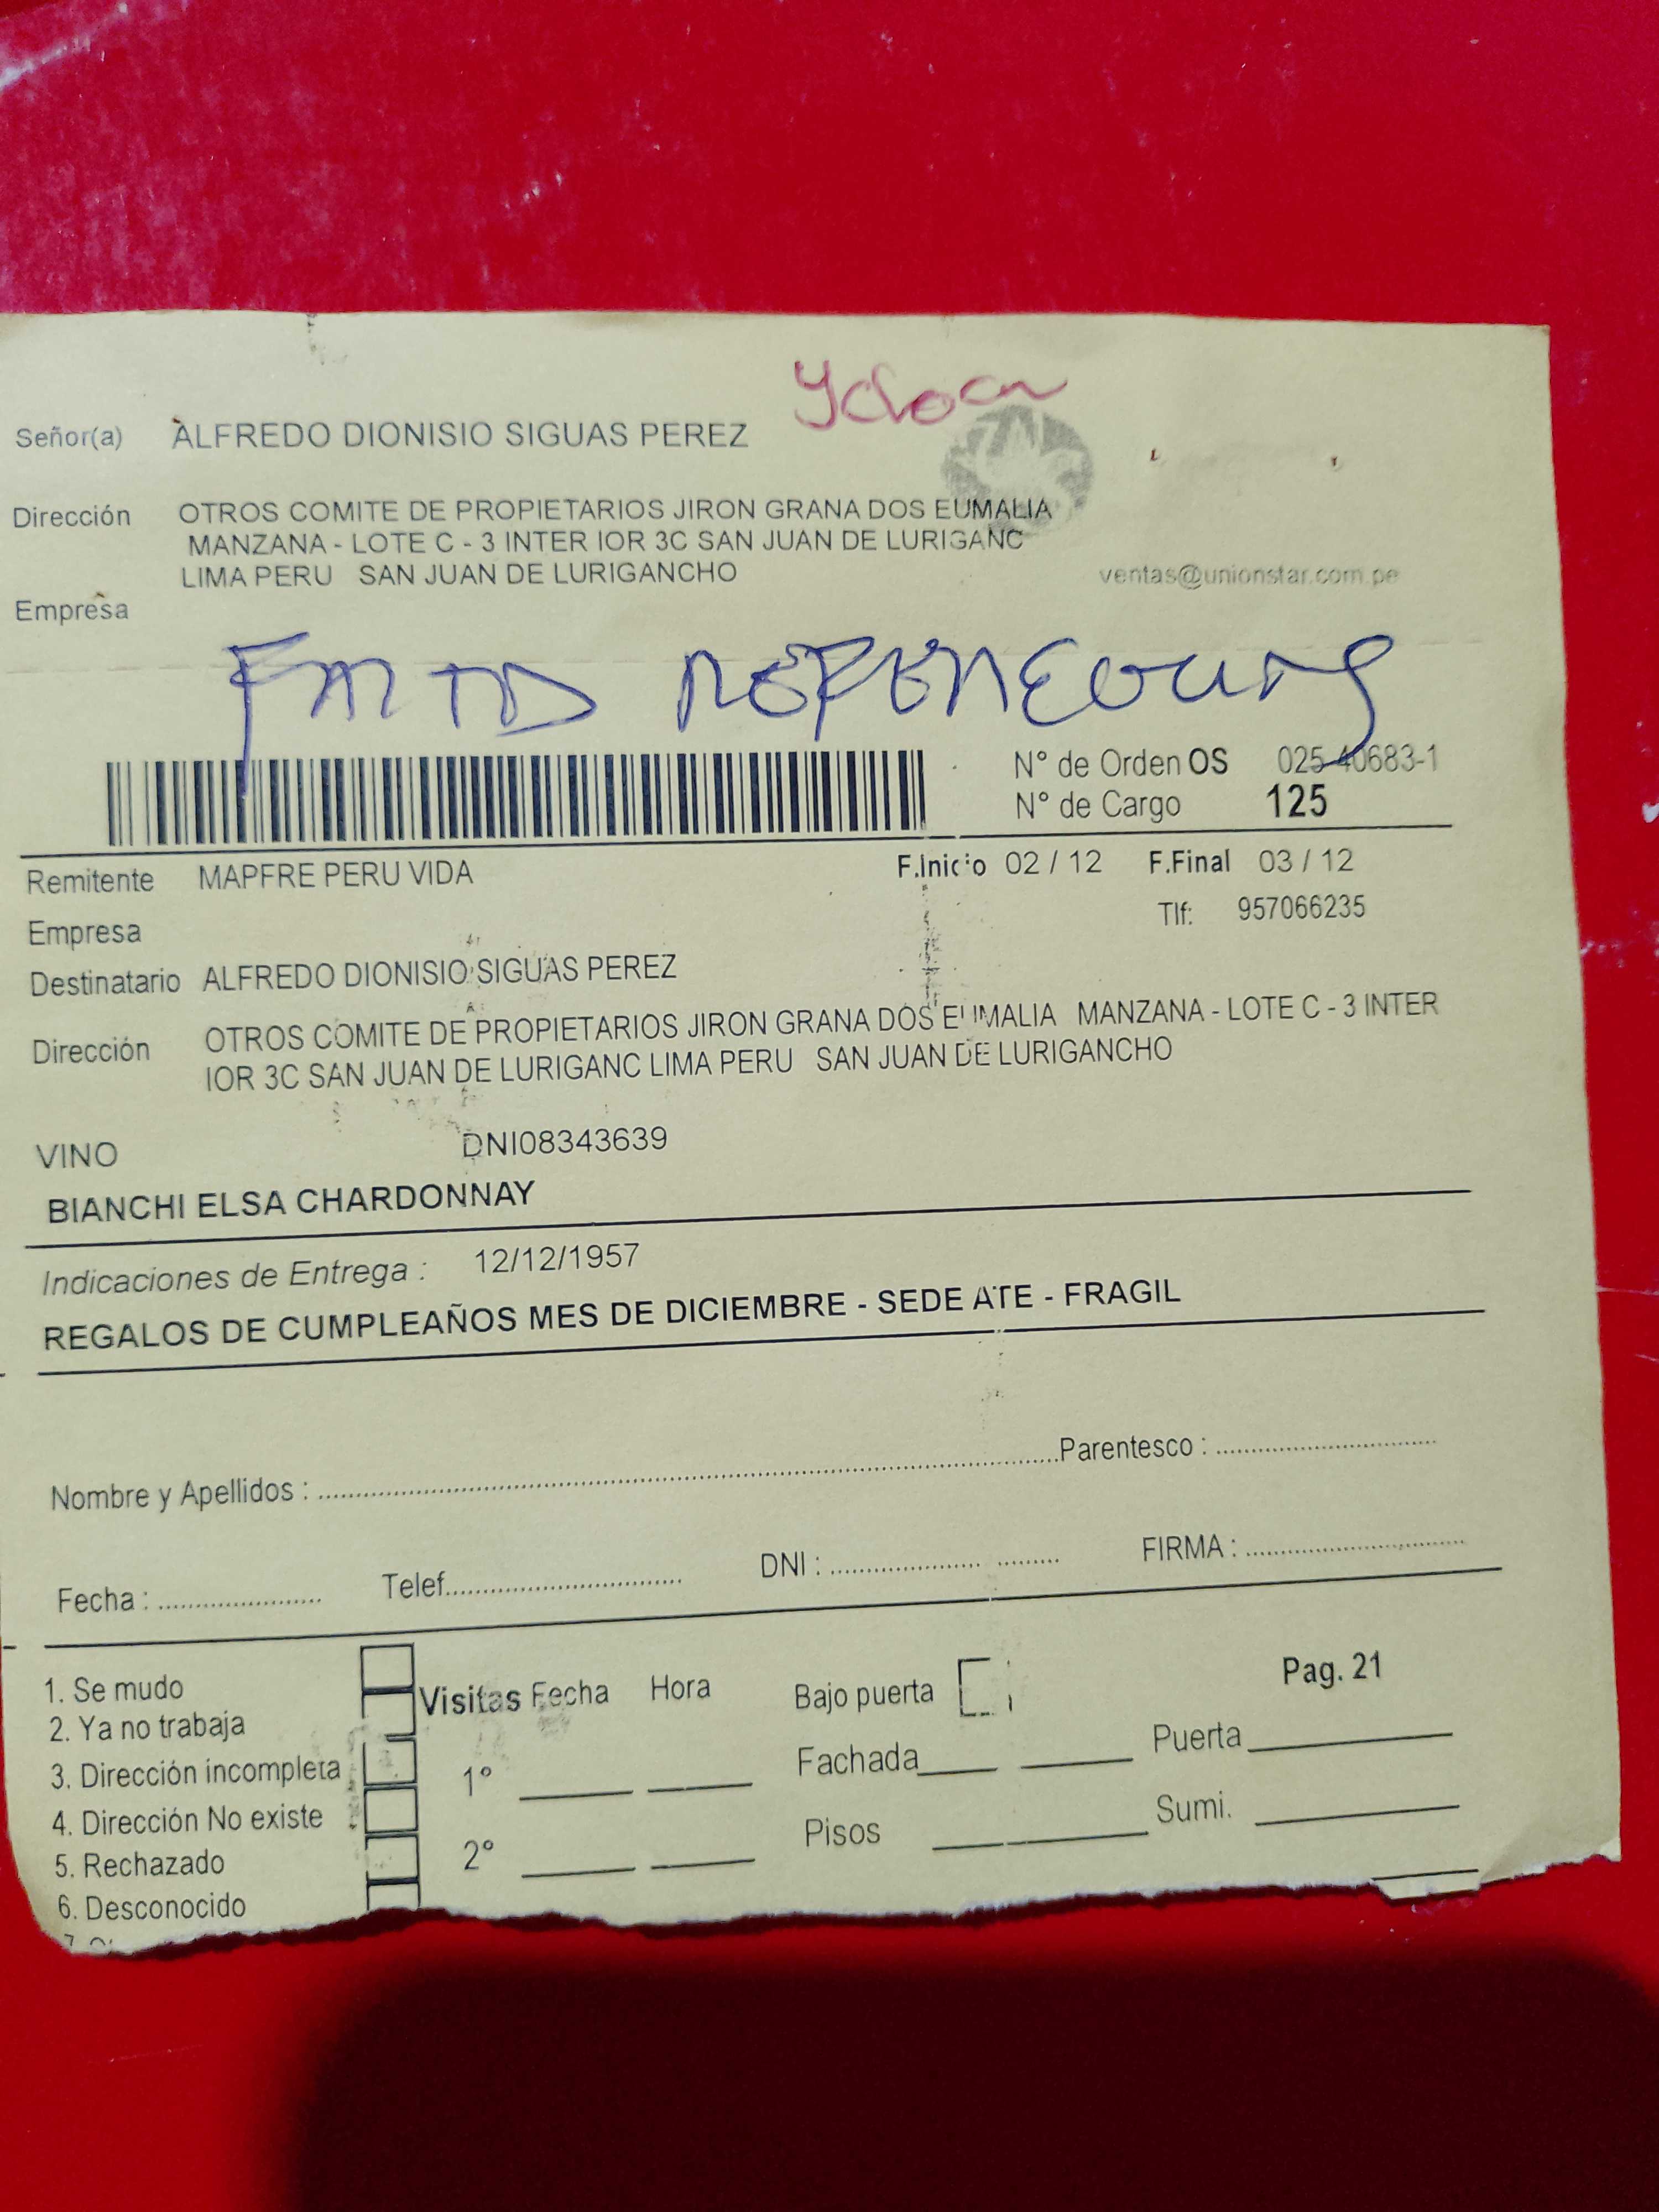 Señor(a) ALFREDO DIONISIO SIGUAS PEREZ
Dirección OTROS COMITE DE PROPIETARIOS JIRON GRANA DOS EUMALIA
MANZANA - LOTE C - 3 INTER IOR 3C SAN JUAN DE LURIGANC
LIMA PERU SAN JUAN DE LURIGANCHO
ventas@unionstar.com.pe
Empresa
FALTA
N° de Orden OS 025-40683-1
N° de Cargo 125
Remitente MAPFRE PERU VIDA F.Inicio 02 / 12 F.Final 03 / 12
Empresa Tlf: 957066235
Destinatario ALFREDO DIONISIO SIGUAS PEREZ
Dirección OTROS COMITE DE PROPIETARIOS JIRON GRANA DOS EUMALIA MANZANA - LOTE C - 3 INTER
IOR 3C SAN JUAN DE LURIGANC LIMA PERU SAN JUAN DE LURIGANCHO
VINO DNI08343639
BIANCHI ELSA CHARDONNAY
Indicaciones de Entrega : 12/12/1957
REGALOS DE CUMPLEAÑOS MES DE DICIEMBRE - SEDE ATE - FRAGIL
Nombre y Apellidos : Parentesco :
Fecha : Telef. DNI : FIRMA :
1. Se mudo
2. Ya no trabaja
3. Dirección incompleta
4. Dirección No existe
5. Rechazado
6. Desconocido
Visitas Fecha Hora
1°
2°
Bajo puerta
Fachada
Pisos
Pag. 21
Puerta
Sumi.